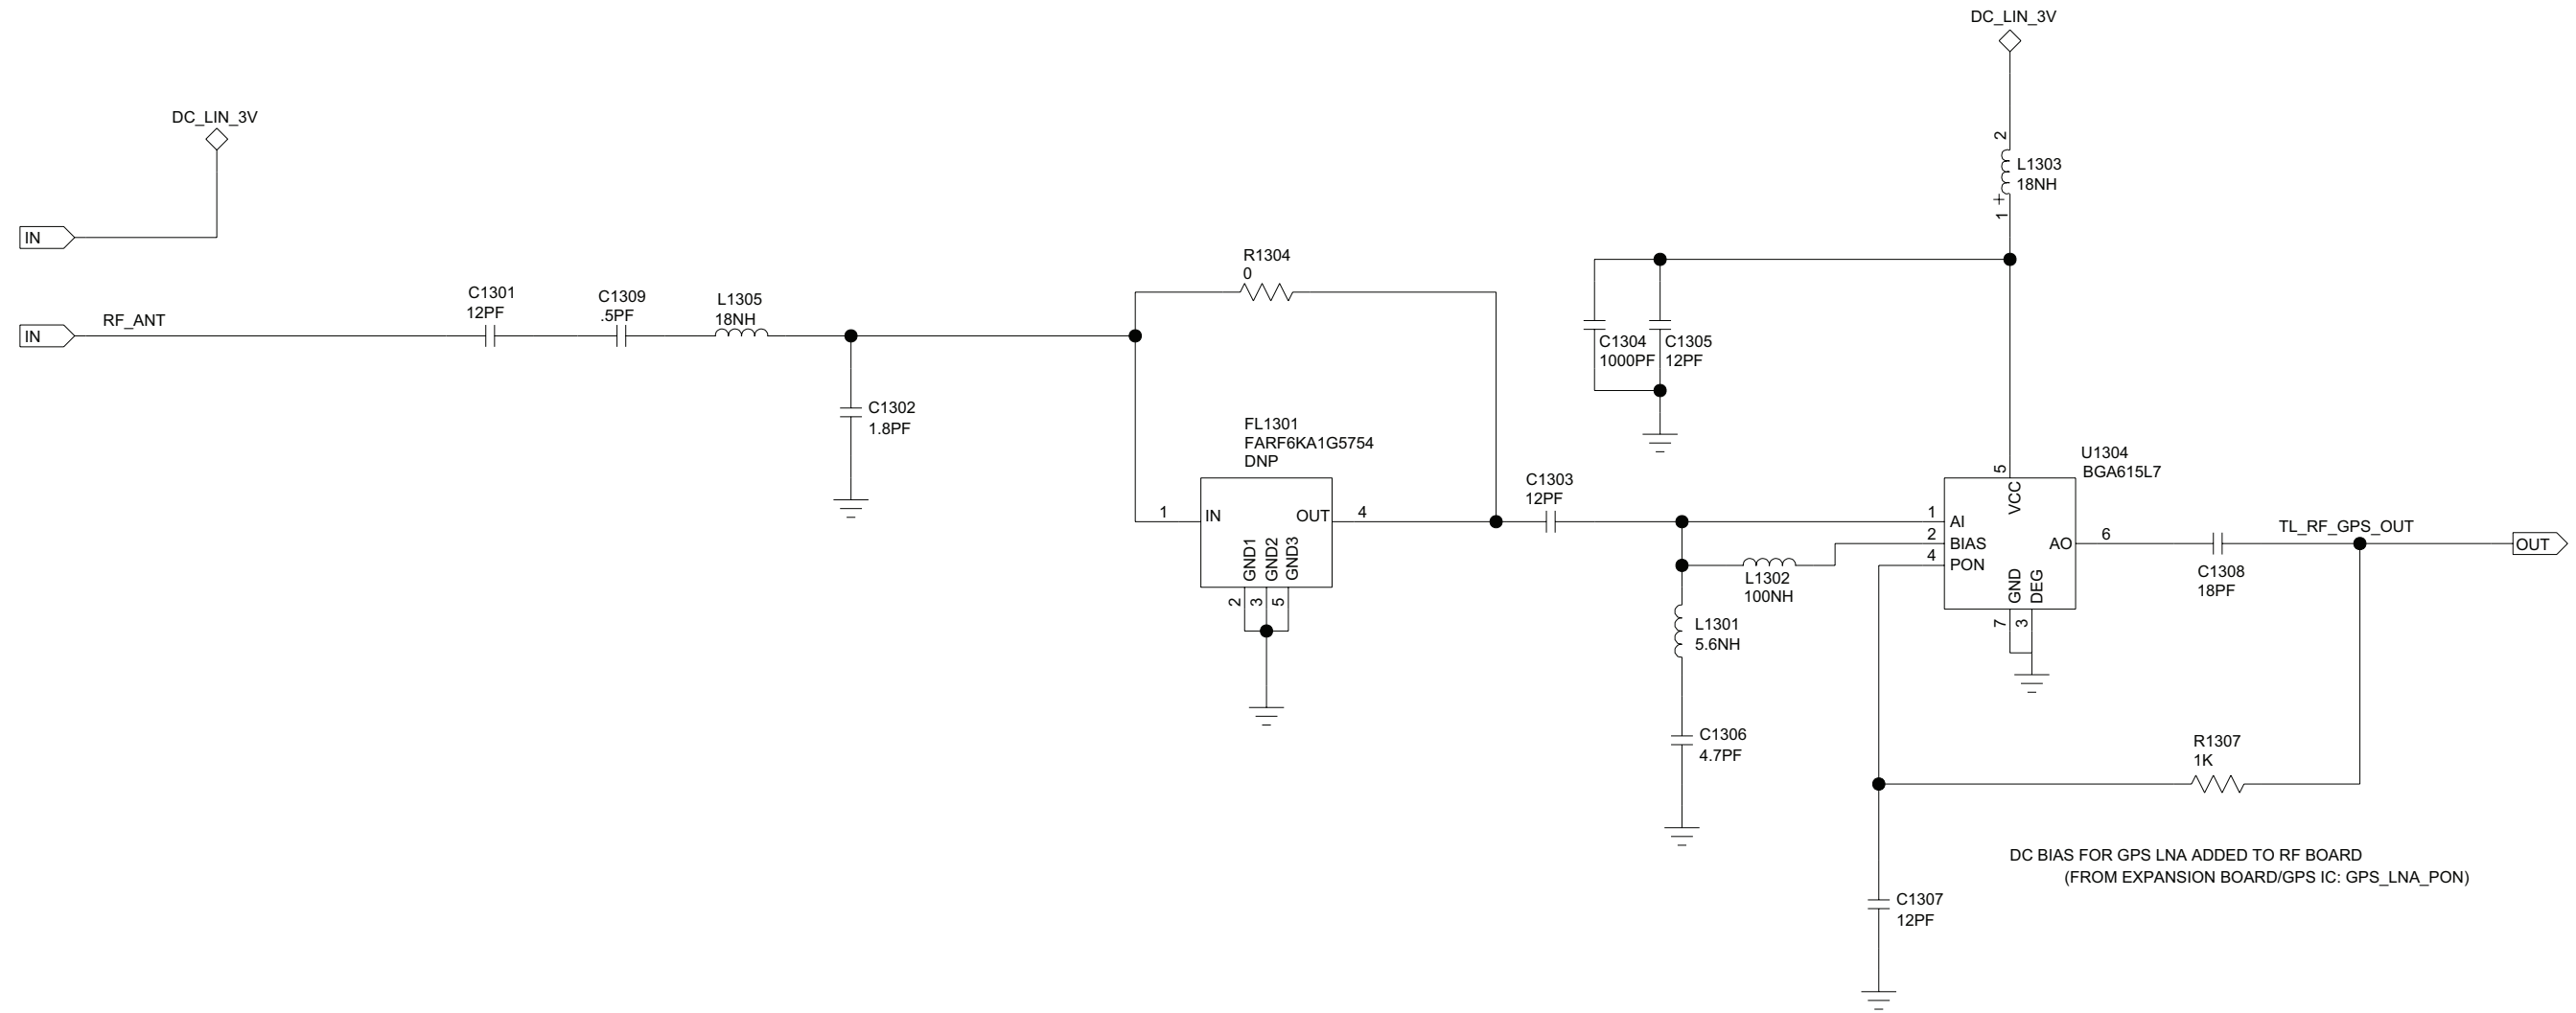 DC_LIN_3V
DC_LIN_3V
2
L1303
18NH
1 +
IN
R1304
0
C1301
12PF
C1309
.5PF
L1305
18NH
IN
RF_ANT
C1304
1000PF
C1305
12PF
C1302
1.8PF
FL1301
FARF6KA1G5754
DNP
U1304
BGA615L7
5
VCC
C1303
12PF
1
IN
OUT
4
GND1
GND2
GND3
2
3
5
1
AI
2
BIAS
4
PON
AO
6
GND
DEG
7
3
TL_RF_GPS_OUT
OUT
C1308
18PF
L1302
100NH
L1301
5.6NH
C1306
4.7PF
R1307
1K
DC BIAS FOR GPS LNA ADDED TO RF BOARD
(FROM EXPANSION BOARD/GPS IC: GPS_LNA_PON)
C1307
12PF